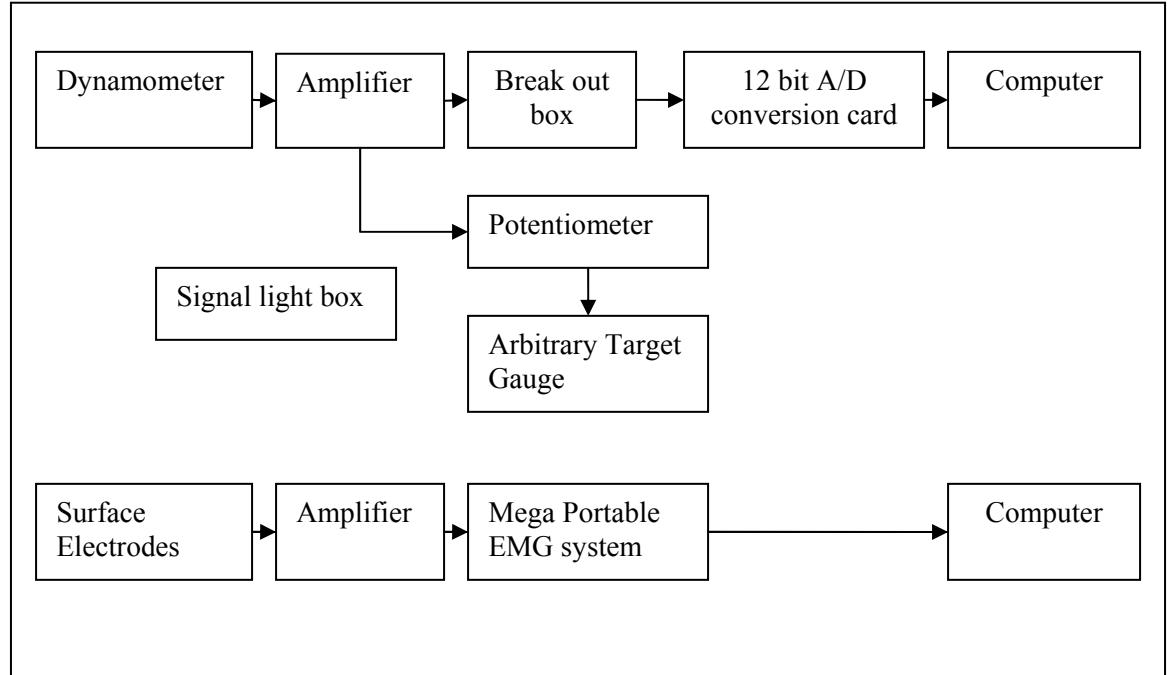 Dynamometer
Amplifier
Break out
box
12 bit A/D
conversion card
Computer
Potentiometer
Signal light box
Arbitrary Target
Gauge
Surface
Electrodes
Amplifier
Mega Portable
EMG system
Computer